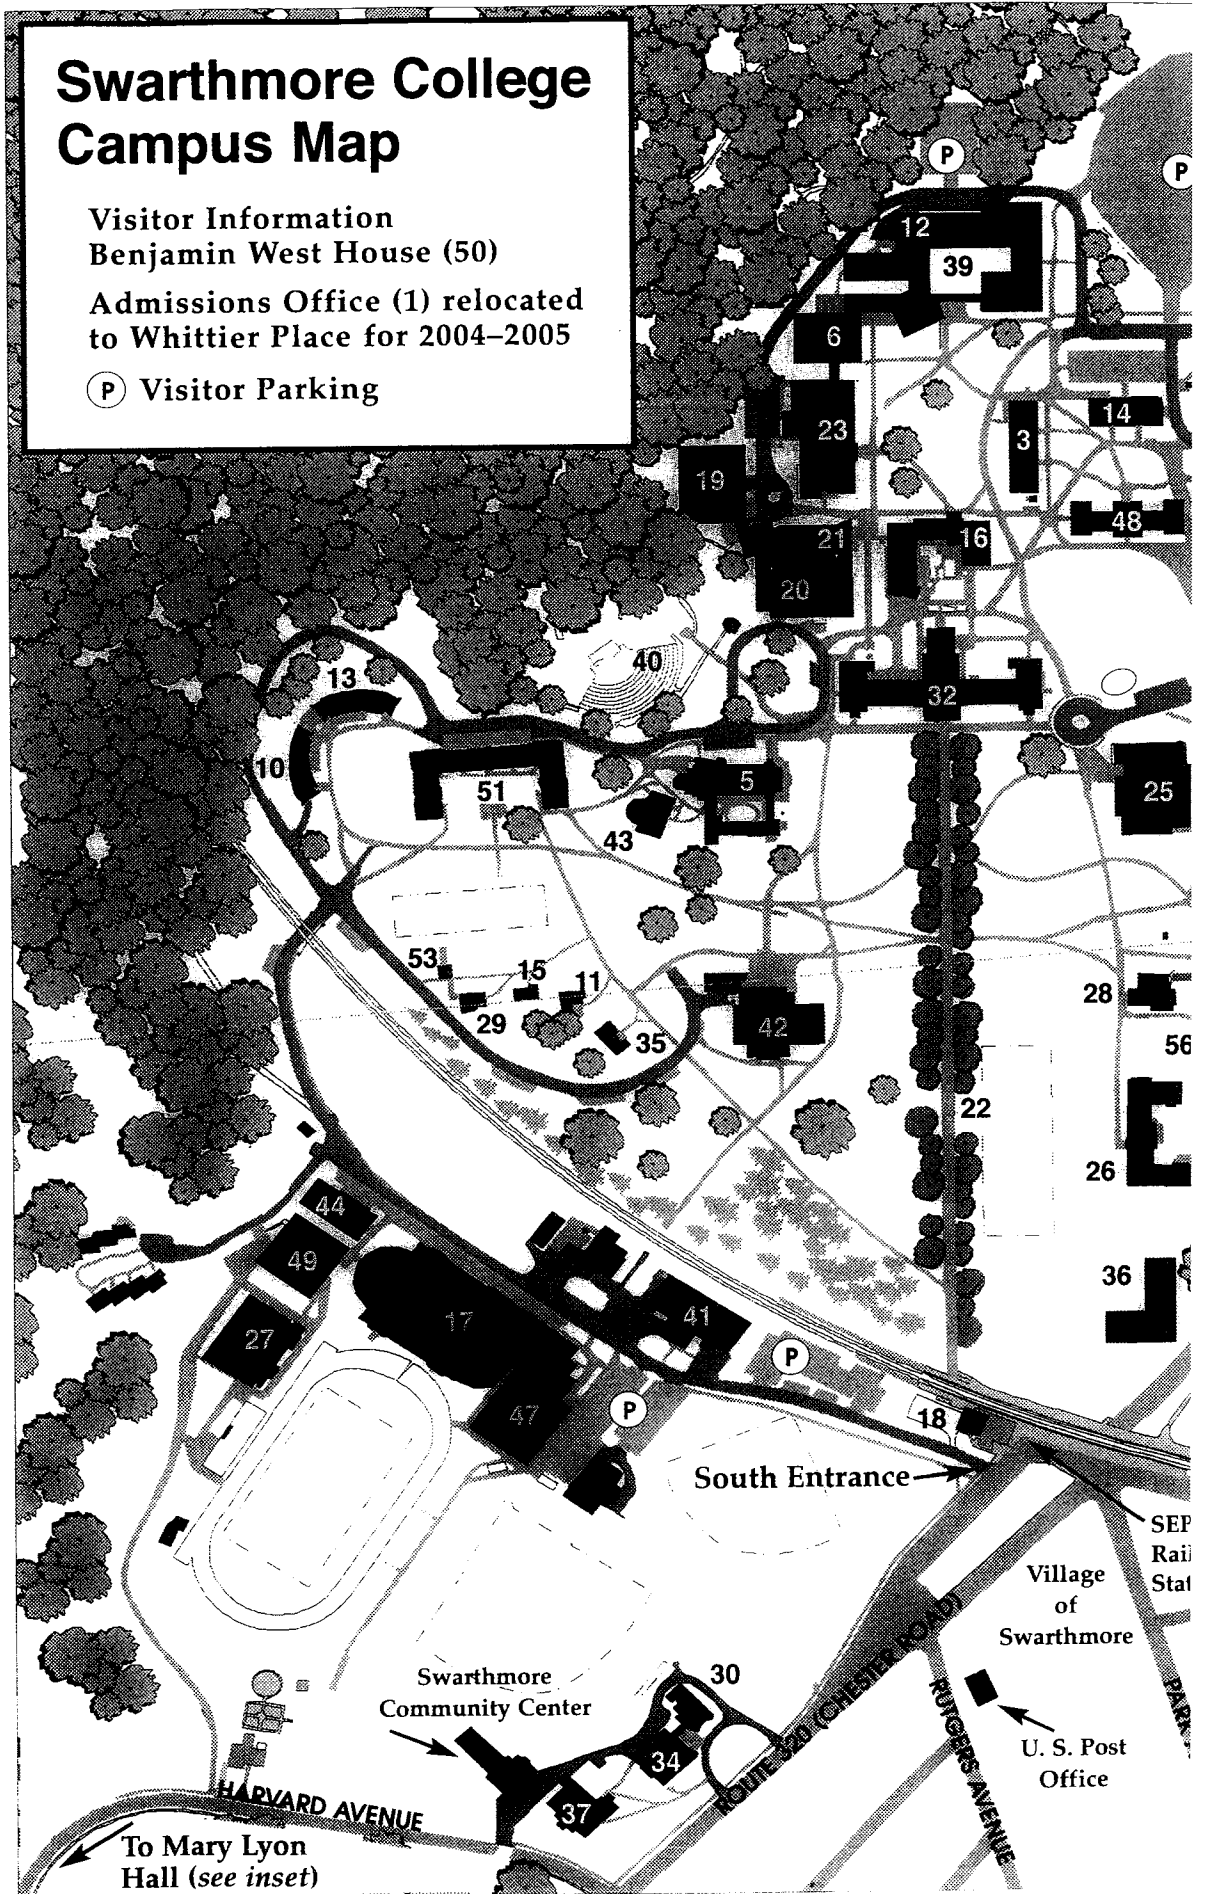 Swarthmore College
Campus Map
Visitor Information
Benjamin West House (50)
Admissions Office (1) relocated
to Whittier Place for 2004–2005
P Visitor Parking
P
P
12
39
6
14
3
23
19
48
21
16
20
40
13
32
10
5
51
25
43
53
15
11
28
29
35
42
56
22
26
44
49
36
17
41
27
P
47
P
18
South Entrance
SEP
Rail
Stat
Village
of
Swarthmore
Swarthmore
Community Center
30
ROUTE 320 (CHESTER ROAD)
RUTGERS AVENUE
PARK
U. S. Post
Office
34
37
HARVARD AVENUE
To Mary Lyon
Hall (see inset)